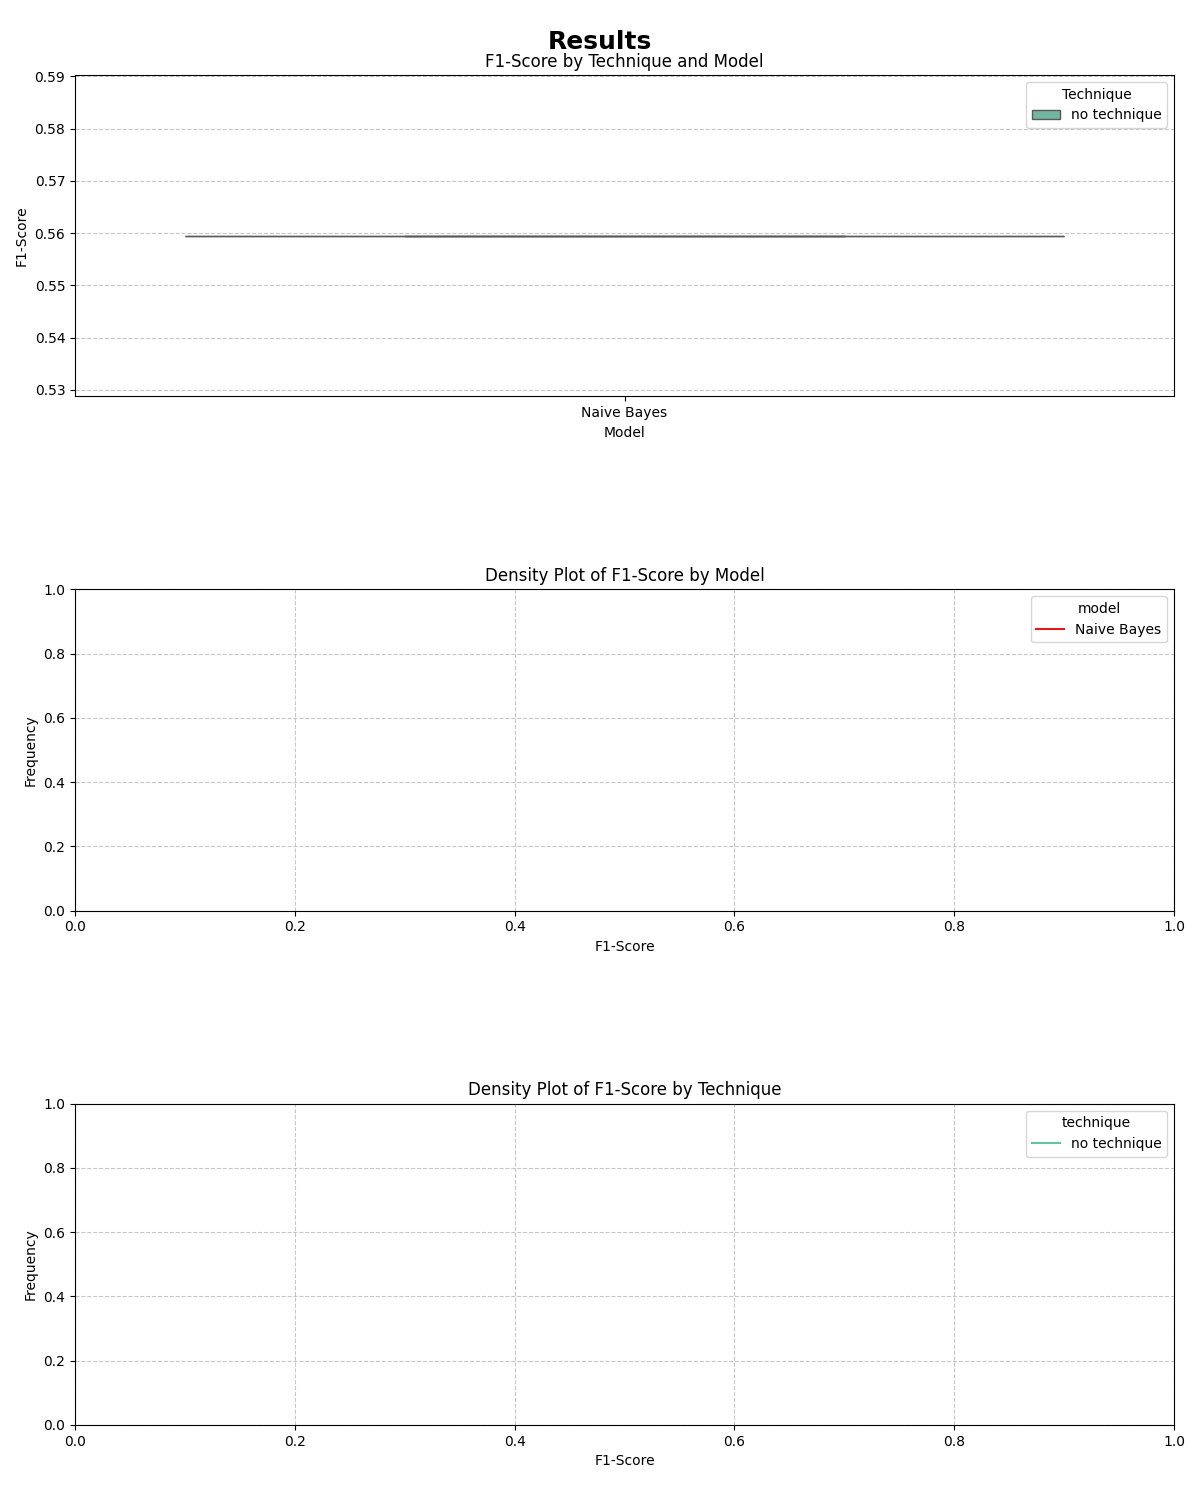 Results
F1-Score by Technique and Model
0.59
0.58
0.57
0.56
0.55
0.54
0.53
F1-Score
Technique
no technique
Naive Bayes
Model
Density Plot of F1-Score by Model
1.0
0.8
0.6
0.4
0.2
0.0
Frequency
model
Naive Bayes
0.0 0.2 0.4 0.6 0.8 1.0
F1-Score
Density Plot of F1-Score by Technique
1.0
0.8
0.6
0.4
0.2
0.0
Frequency
technique
no technique
0.0 0.2 0.4 0.6 0.8 1.0
F1-Score